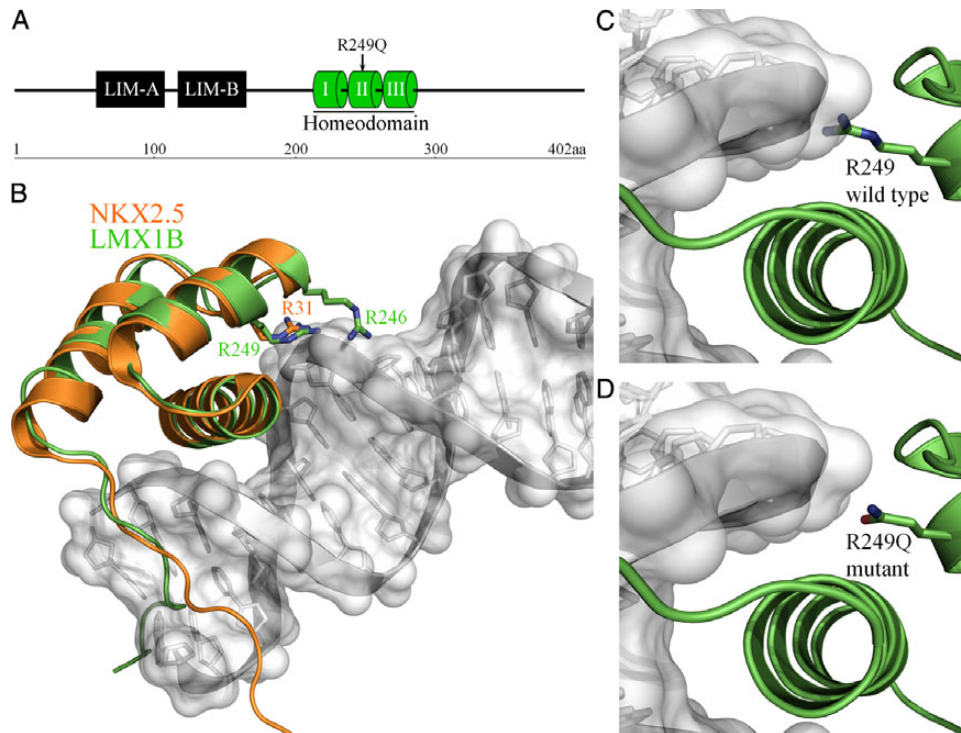 A
R249Q
LIM-A LIM-B I II III
Homeodomain
1 100 200 300 402aa
B
NKX2.5
LMX1B
R31
R249 R246
C
R249
wild type
D
R249Q
mutant